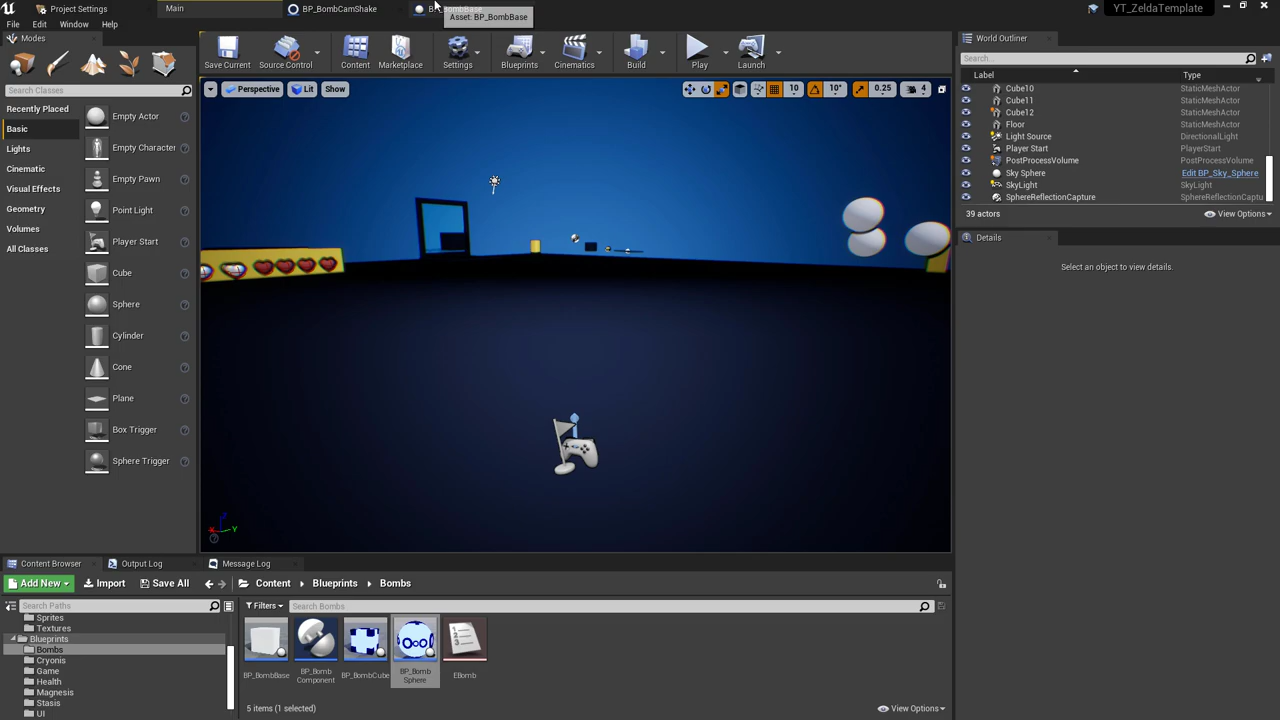 Project Settings
Main
BP_BombCamShake
BP_BombBase
Asset: BP_BombBase
YT_ZeldaTemplate
File
Edit
Window
Help
Modes
Save Current
Source Control
Content
Marketplace
Settings
Blueprints
Cinematics
Build
Play
Launch
Search Classes
Recently Placed
Basic
Lights
Cinematic
Visual Effects
Geometry
Volumes
All Classes
Empty Actor
Empty Character
Empty Pawn
Point Light
Player Start
Cube
Sphere
Cylinder
Cone
Plane
Box Trigger
Sphere Trigger
Perspective
Lit
Show
10
10°
0.25
4
Z
Y
World Outliner
Search...
Label
Type
Cube10 StaticMeshActor
Cube11 StaticMeshActor
Cube12 StaticMeshActor
Floor StaticMeshActor
Light Source DirectionalLight
Player Start PlayerStart
PostProcessVolume PostProcessVolume
Sky Sphere Edit BP_Sky_Sphere
SkyLight SkyLight
SphereReflectionCapture SphereReflectionCaptu
39 actors
View Options
Details
Select an object to view details.
Content Browser
Output Log
Message Log
Add New
Import
Save All
Content
Blueprints
Bombs
Search Paths
Filters
Search Bombs
Sprites
Textures
Blueprints
Bombs
Cryonis
Game
Health
Magnesis
Stasis
UI
BP_BombBase
BP_Bomb
Component
BP_BombCube
BP_Bomb
Sphere
EBomb
5 items (1 selected)
View Options